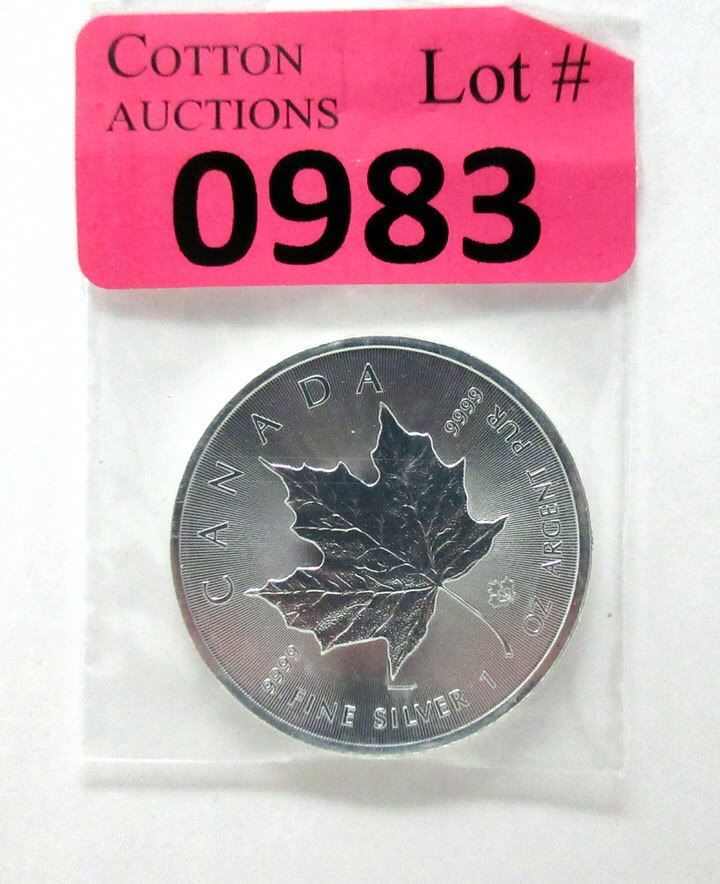 COTTON
AUCTIONS
Lot #
0983
CANADA
9999
9999
FINE SILVER 1 OZ ARGENT PUR